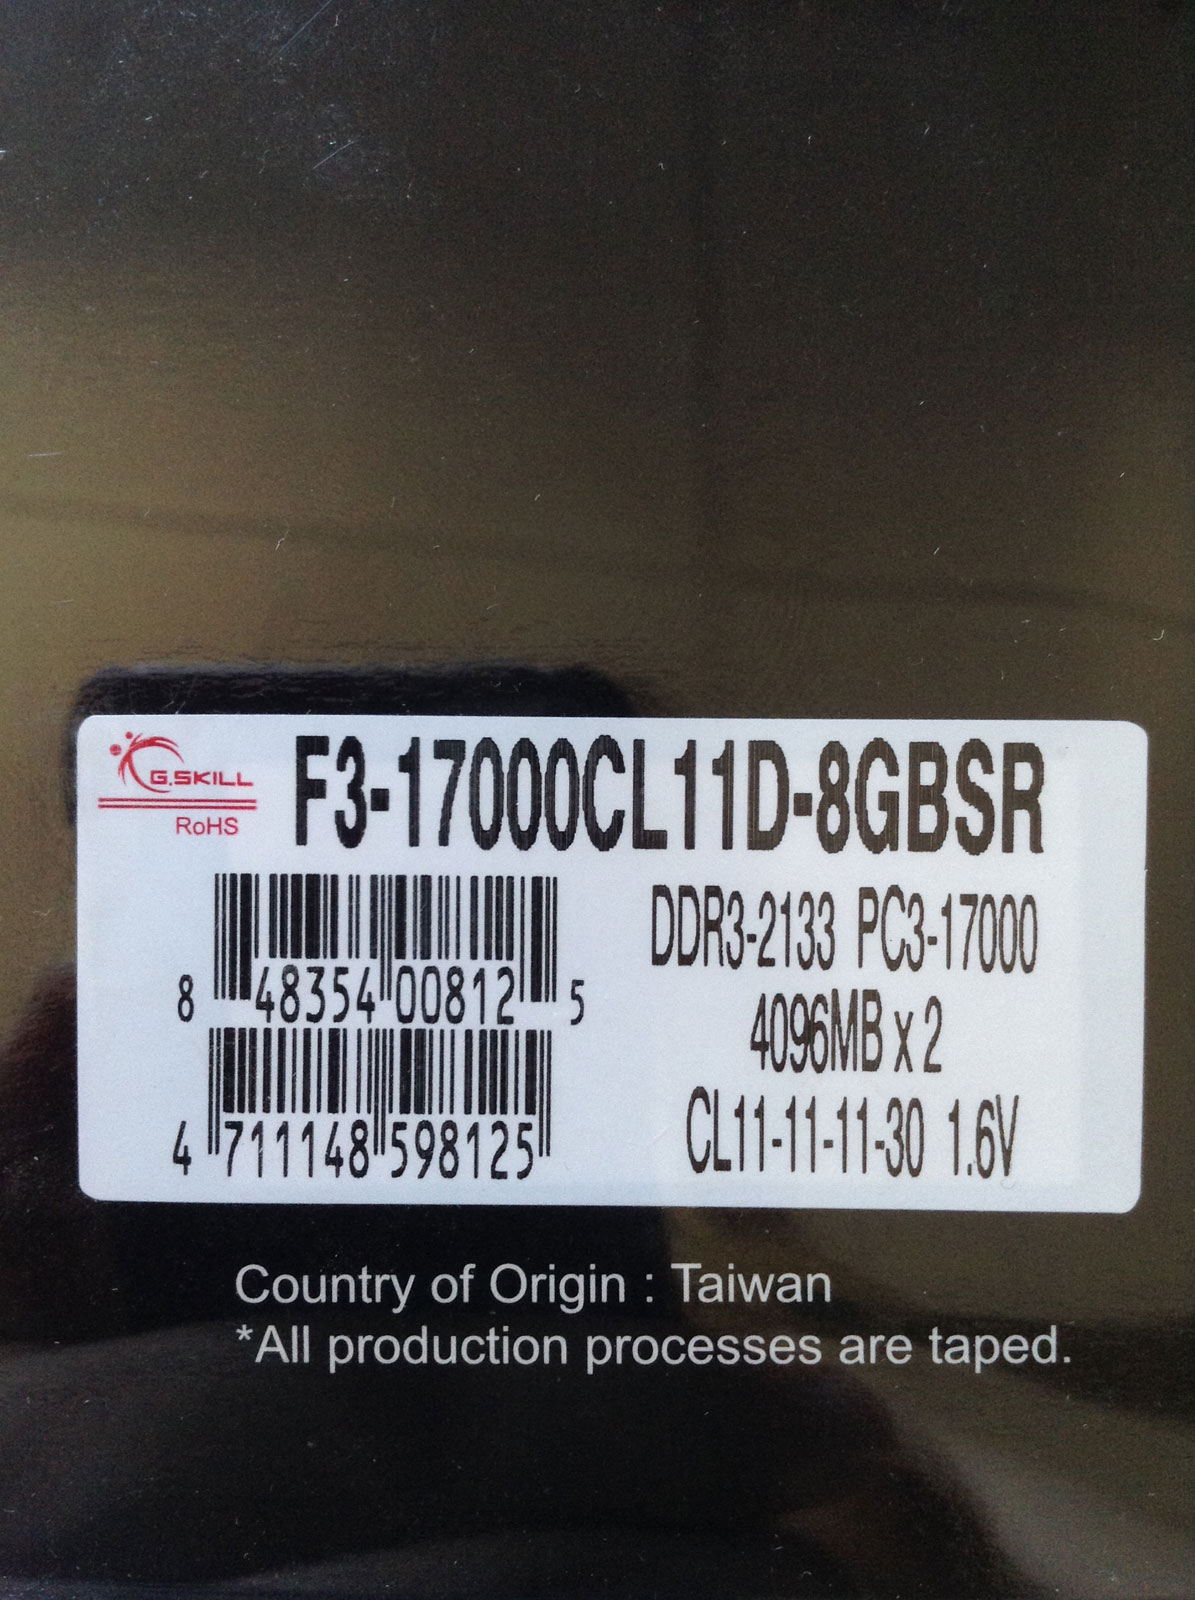 G.SKILL
RoHS
F3-17000CL11D-8GBSR
8 48354 00812 5
4 711148 598125
DDR3-2133 PC3-17000
4096MB x 2
CL11-11-11-30 1.6V
Country of Origin : Taiwan
*All production processes are taped.